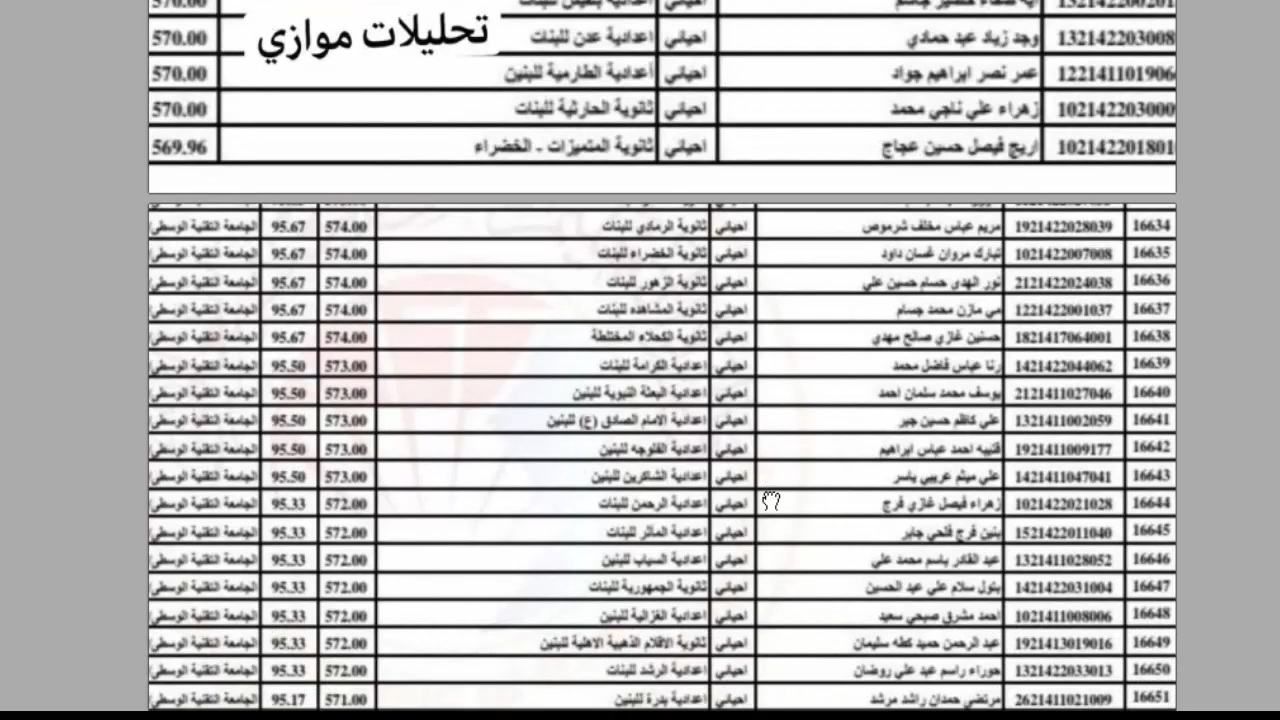 تحليلات موازي
132142203008 وجد زياد عبد حمادي احيائي اعدادية عدن للبنات 570.00
122141101906 عمر نصر ابراهيم جواد احيائي أعدادية الطارمية للبنين 570.00
102142203000 زهراء علي ناجي محمد احيائي ثانوية الحارثية للبنات 570.00
102142201801 اريج فيصل حسين عجاج احيائي ثانوية المتميزات - الخضراء 569.96
16634 1921422028039 مريم عباس مخلف شرموص احيائي ثانوية الرمادي للبنات 574.00 95.67 الجامعة التقنية الوسطى
16635 1021422007008 تبارك مروان غسان داود احيائي ثانوية الخضراء للبنات 574.00 95.67 الجامعة التقنية الوسطى
16636 2121422024038 نور الهدى حسام حسين علي احيائي ثانوية الزهور للبنات 574.00 95.67 الجامعة التقنية الوسطى
16637 1221422001037 مي مازن محمد جسام احيائي ثانوية المشاهده للبنات 574.00 95.67 الجامعة التقنية الوسطى
16638 1821417064001 حسنين غازي صالح مهدي احيائي ثانوية الكحلاء المختلطة 574.00 95.67 الجامعة التقنية الوسطى
16639 1421422044062 رنا عباس فاضل محمد احيائي اعدادية الكرامة للبنات 573.00 95.50 الجامعة التقنية الوسطى
16640 2121411027046 يوسف محمد سلمان احمد احيائي اعدادية البعثة النبوية للبنين 573.00 95.50 الجامعة التقنية الوسطى
16641 1321411002059 علي كاظم حسين جبر احيائي اعدادية الامام الصادق (ع) للبنين 573.00 95.50 الجامعة التقنية الوسطى
16642 1921411009177 قتيبه احمد عباس ابراهيم احيائي اعدادية الفلوجه للبنين 573.00 95.50 الجامعة التقنية الوسطى
16643 1421411047041 علي ميثم عريبي ياسر احيائي اعدادية الشاكرين للبنين 573.00 95.50 الجامعة التقنية الوسطى
16644 1021422021028 زهراء فيصل غازي فرج احيائي اعدادية الرحمن للبنات 572.00 95.33 الجامعة التقنية الوسطى
16645 1521422011040 بنين فرج فتحي جابر احيائي اعدادية المآثر للبنات 572.00 95.33 الجامعة التقنية الوسطى
16646 1321411028052 عبد القادر باسم محمد علي احيائي اعدادية السياب للبنين 572.00 95.33 الجامعة التقنية الوسطى
16647 1421422031004 بتول سلام علي عبد الحسين احيائي ثانوية الجمهورية للبنات 572.00 95.33 الجامعة التقنية الوسطى
16648 1021411008006 احمد مشرق صبحي سعيد احيائي اعدادية الغزالية للبنين 572.00 95.33 الجامعة التقنية الوسطى
16649 1921413019016 عبد الرحمن حميد كطه سليمان احيائي ثانوية الاقلام الذهبية الاهلية للبنين 572.00 95.33 الجامعة التقنية الوسطى
16650 1321422033013 حوراء راسم عبد علي روضان احيائي اعدادية الرشد للبنات 572.00 95.33 الجامعة التقنية الوسطى
16651 2621411021009 مرتضى حمدان راشد مرشد احيائي اعدادية بدرة للبنين 571.00 95.17 الجامعة التقنية الوسطى